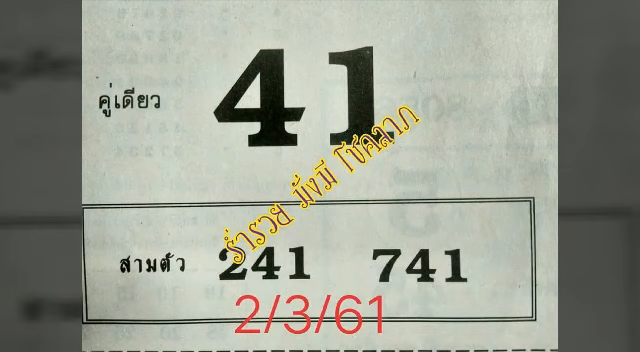 คู่เดียว 41
ร่ำรวย มั่งมี โชคลาภ
สามตัว 241 741
2/3/61